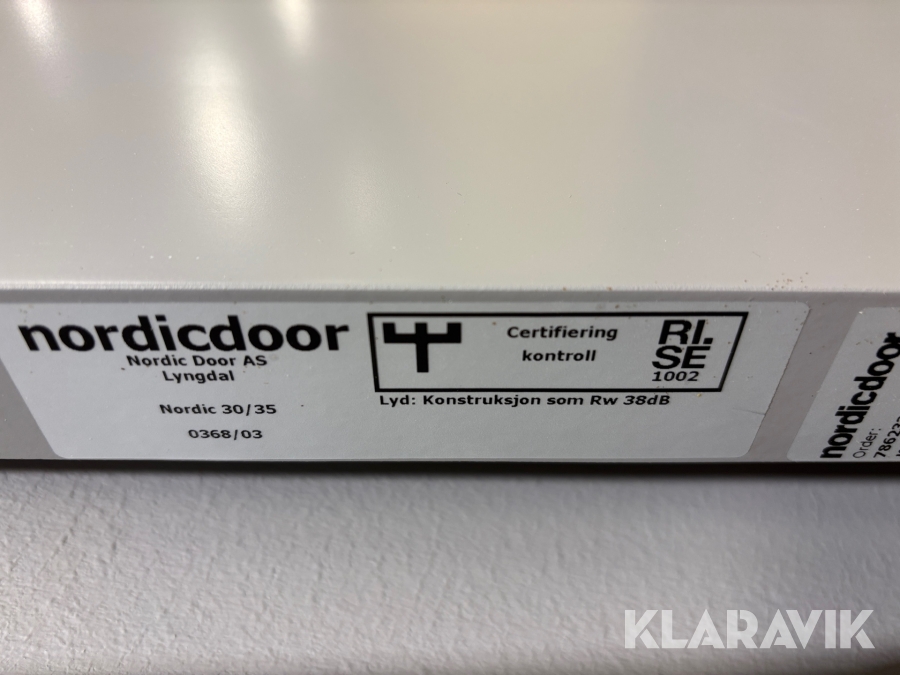 nordicdoor
Nordic Door AS
Lyngdal
Nordic 30/35
0368/03
Certifiering
kontroll
RI.
SE
1002
Lyd: Konstruksjon som Rw 38dB
nordicdoor
Order:
KLARAVIK